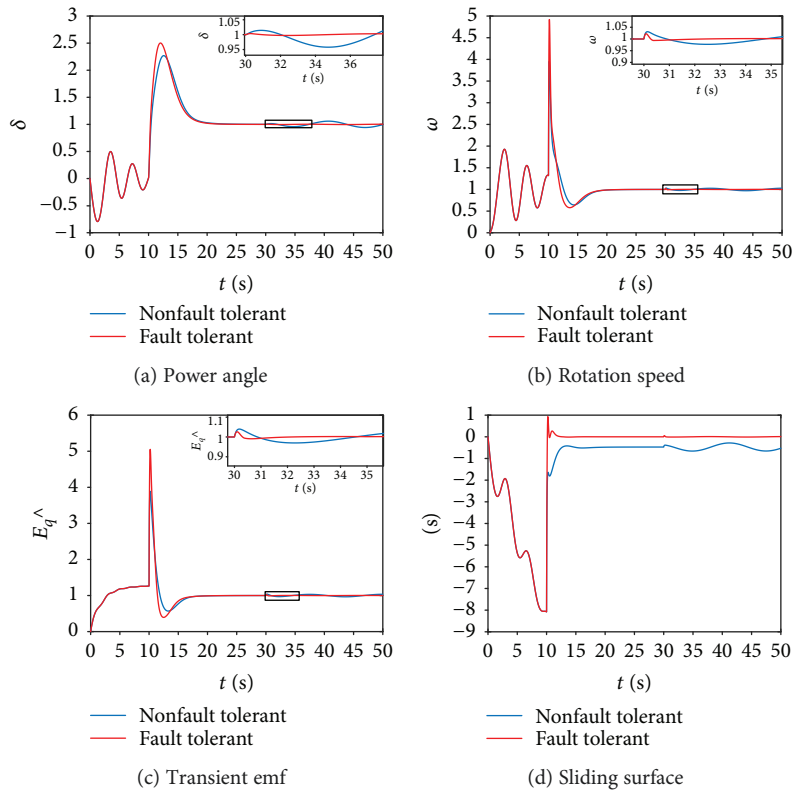 3
2.5
2
1.5
1
0.5
0
−0.5
−1
δ
0 5 10 15 20 25 30 35 40 45 50
t (s)
1.05
1
0.95
δ
30 32 34 36
t (s)
Nonfault tolerant
Fault tolerant
(a) Power angle
5
4.5
4
3.5
3
2.5
2
1.5
1
0.5
0
ω
0 5 10 15 20 25 30 35 40 45 50
t (s)
1.05
1
0.95
0.9
ω
30 31 32 33 34 35
t (s)
Nonfault tolerant
Fault tolerant
(b) Rotation speed
6
5
4
3
2
1
0
E_q^
0 5 10 15 20 25 30 35 40 45 50
t (s)
1.1
1
0.9
E_q^
30 31 32 33 34 35
t (s)
Nonfault tolerant
Fault tolerant
(c) Transient emf
1
0
−1
−2
−3
−4
−5
−6
−7
−8
−9
(s)
0 5 10 15 20 25 30 35 40 45 50
t (s)
Nonfault tolerant
Fault tolerant
(d) Sliding surface